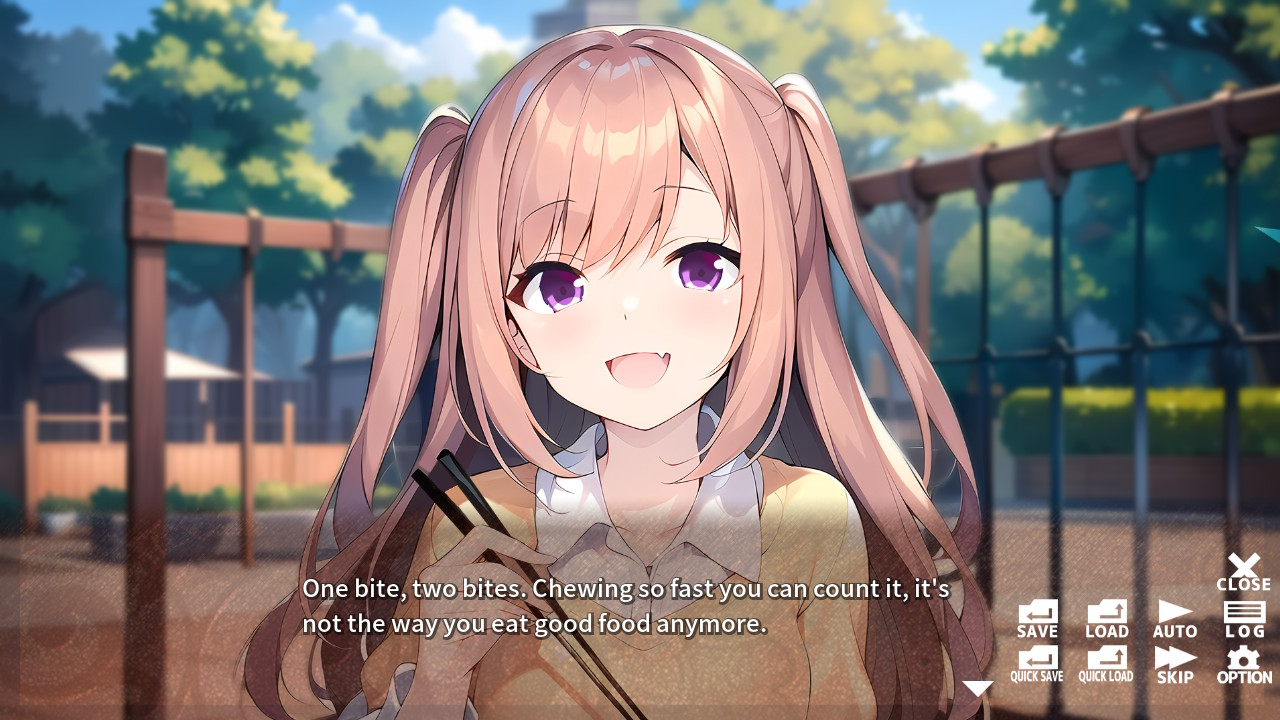 One bite, two bites. Chewing so fast you can count it, it's
not the way you eat good food anymore.
CLOSE
SAVE
LOAD
AUTO
LOG
QUICK SAVE
QUICK LOAD
SKIP
OPTION